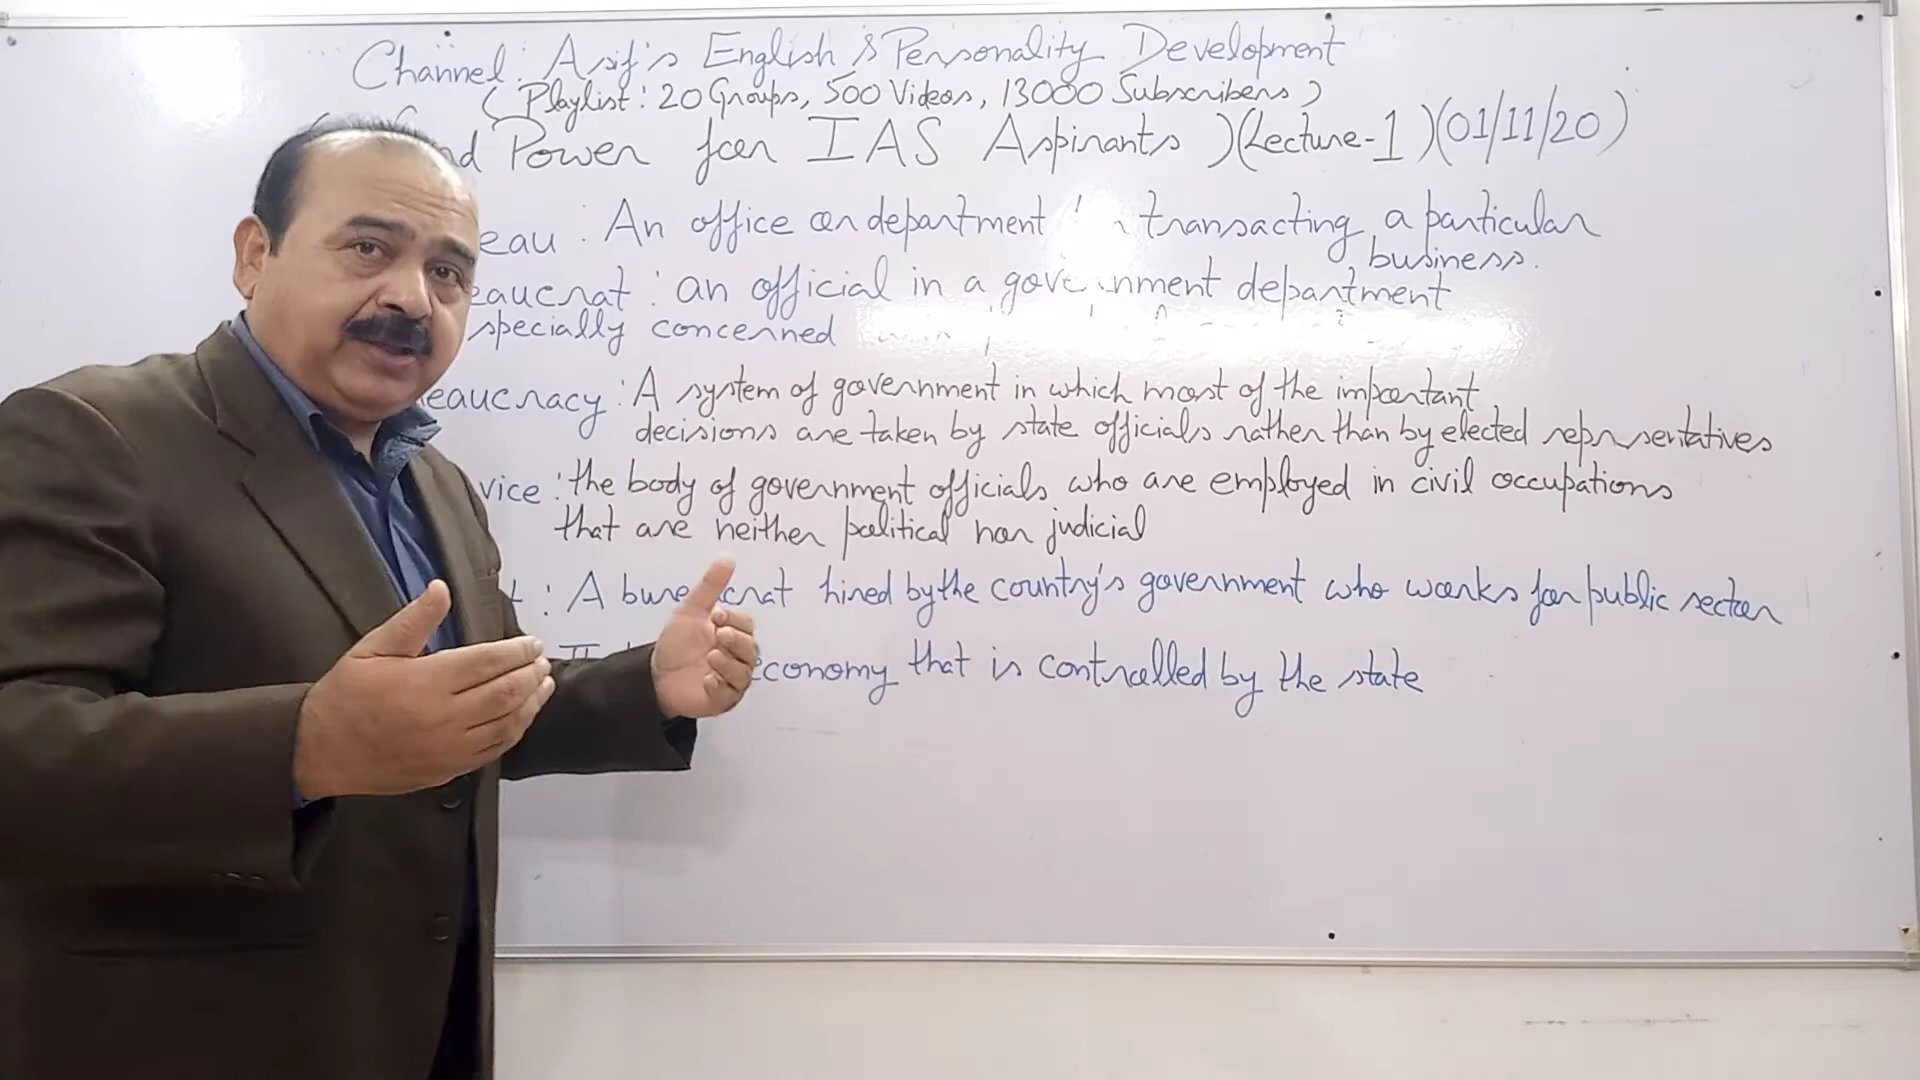 Channel: Asif's English & Personality Development
(Playlist: 20 Groups, 500 Videos, 13000 Subscribers)
Power for IAS Aspirants )(Lecture-1)(01/11/20)
eau : An office or department transacting a particular
business.
eaucrat : an official in a government department
specially concerned
eaucracy : A system of government in which most of the important
decisions are taken by state officials rather than by elected representatives
vice : the body of government officials who are employed in civil occupations
that are neither political nor judicial
t : A bureaucrat hired by the country's government who works for public sector
economy that is controlled by the state